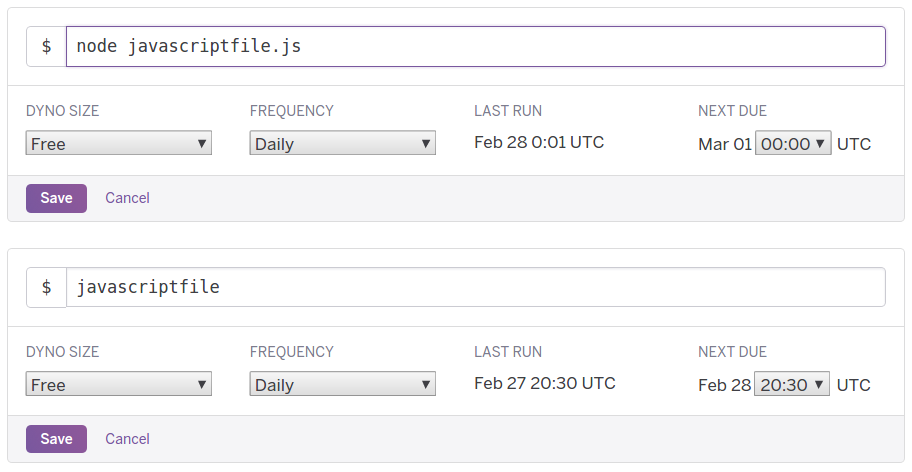 $ node javascriptfile.js
DYNO SIZE FREQUENCY LAST RUN NEXT DUE
Free Daily Feb 28 0:01 UTC Mar 01 00:00 UTC
Save Cancel
$ javascriptfile
DYNO SIZE FREQUENCY LAST RUN NEXT DUE
Free Daily Feb 27 20:30 UTC Feb 28 20:30 UTC
Save Cancel